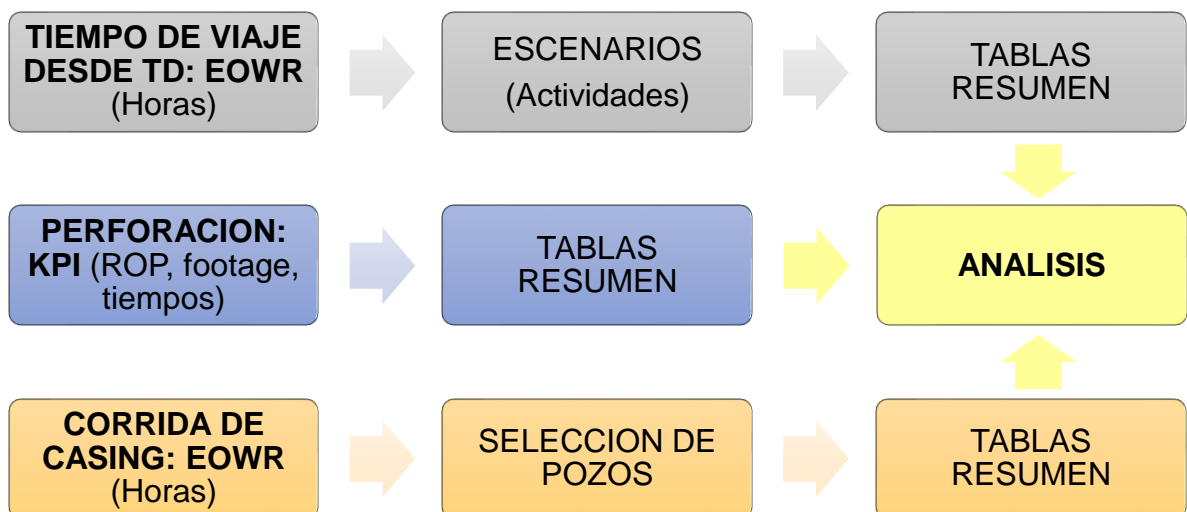 TIEMPO DE VIAJE
DESDE TD: EOWR
(Horas)
ESCENARIOS
(Actividades)
TABLAS
RESUMEN
PERFORACION:
KPI (ROP, footage,
tiempos)
TABLAS
RESUMEN
ANALISIS
CORRIDA DE
CASING: EOWR
(Horas)
SELECCION DE
POZOS
TABLAS
RESUMEN